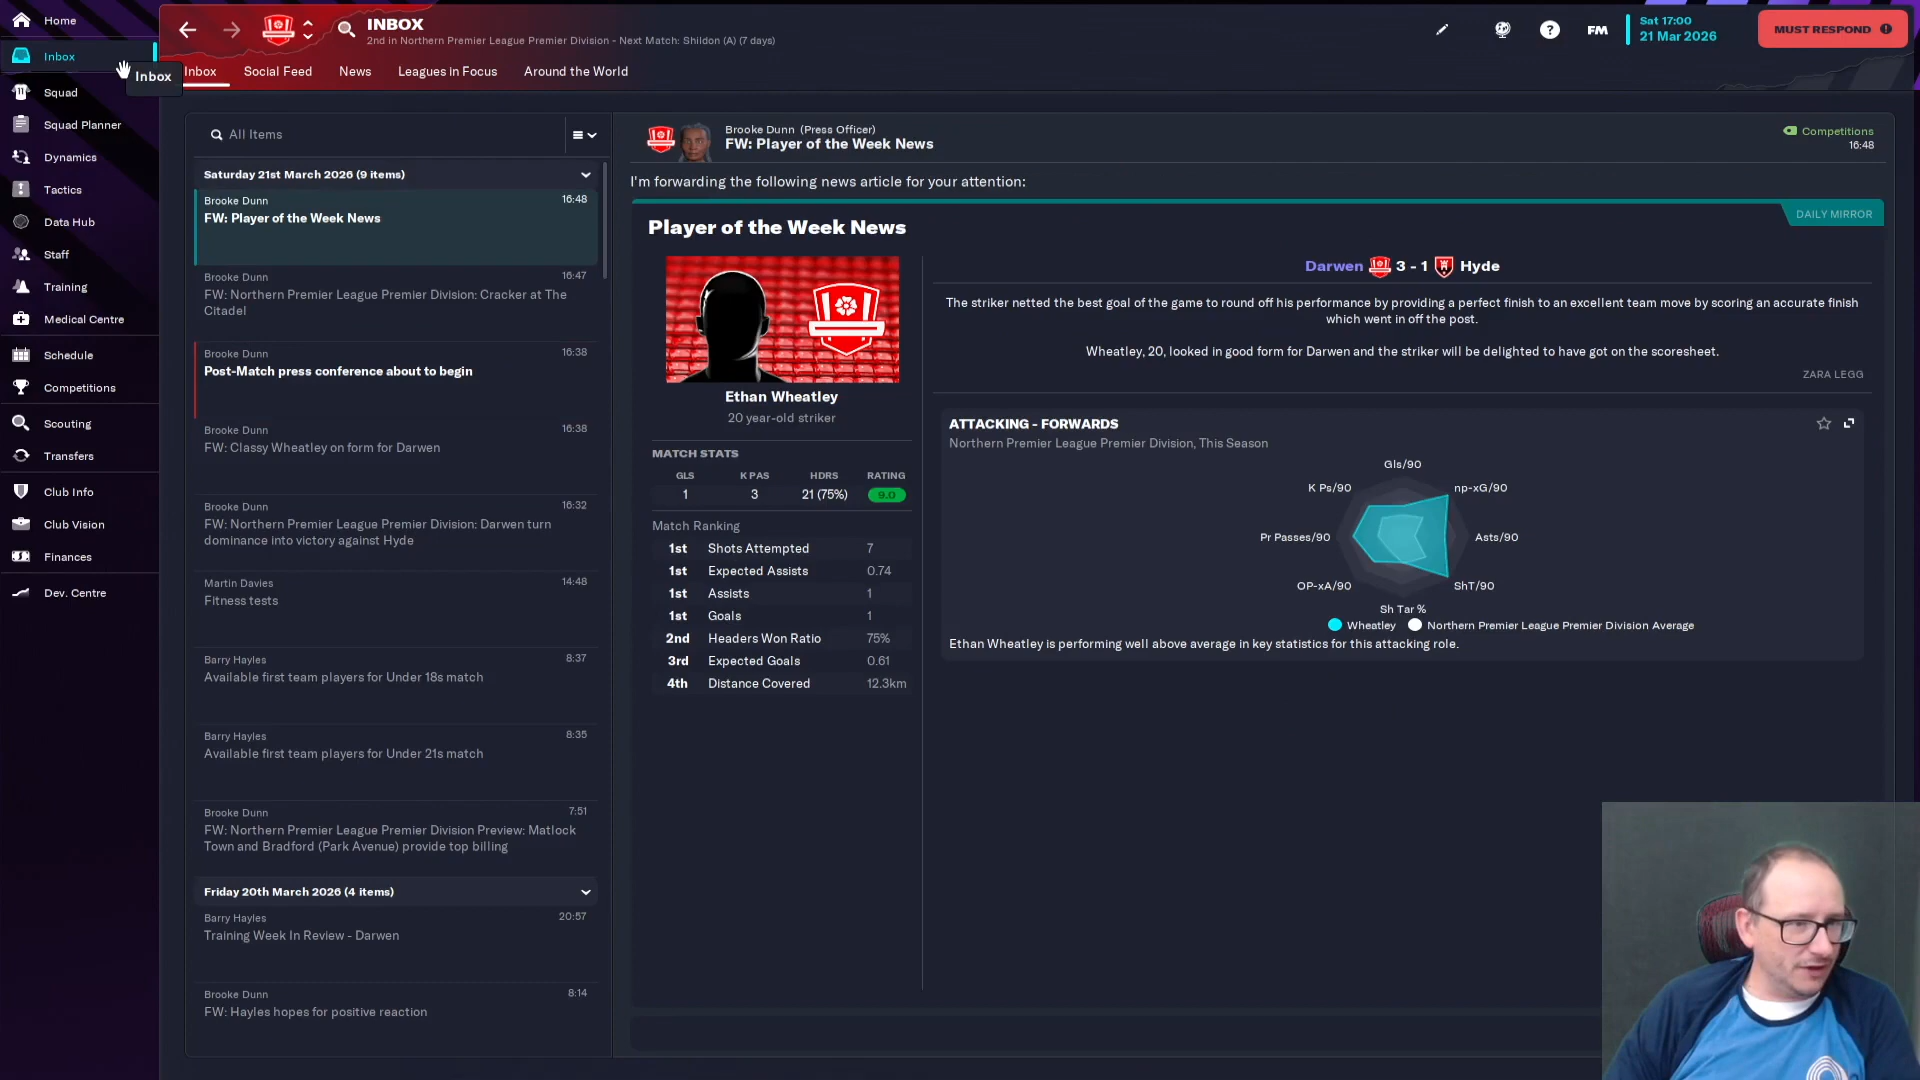 Home
Inbox
Squad
Squad Planner
Dynamics
Tactics
Data Hub
Staff
Training
Medical Centre
Schedule
Competitions
Scouting
Transfers
Club Info
Club Vision
Finances
Dev. Centre
Inbox
INBOX
2nd in Northern Premier League Premier Division - Next Match: Shildon (A) (7 days)
FM
Sat 17:00
21 Mar 2026
MUST RESPOND
Inbox
Social Feed
News
Leagues in Focus
Around the World
All Items
Saturday 21st March 2026 (9 items)
Brooke Dunn 16:48
FW: Player of the Week News
Brooke Dunn 16:47
FW: Northern Premier League Premier Division: Cracker at The
Citadel
Brooke Dunn 16:38
Post-Match press conference about to begin
Brooke Dunn 16:38
FW: Classy Wheatley on form for Darwen
Brooke Dunn 16:32
FW: Northern Premier League Premier Division: Darwen turn
dominance into victory against Hyde
Martin Davies 14:48
Fitness tests
Barry Hayles 8:37
Available first team players for Under 18s match
Barry Hayles 8:35
Available first team players for Under 21s match
Brooke Dunn 7:51
FW: Northern Premier League Premier Division Preview: Matlock
Town and Bradford (Park Avenue) provide top billing
Friday 20th March 2026 (4 items)
Barry Hayles 20:57
Training Week In Review - Darwen
Brooke Dunn 8:14
FW: Hayles hopes for positive reaction
Brooke Dunn (Press Officer)
FW: Player of the Week News
Competitions
16:48
I'm forwarding the following news article for your attention:
DAILY MIRROR
Player of the Week News
Ethan Wheatley
20 year-old striker
MATCH STATS
GLS K PAS HDRS RATING
1 3 21 (75%) 9.0
Match Ranking
1st Shots Attempted 7
1st Expected Assists 0.74
1st Assists 1
1st Goals 1
2nd Headers Won Ratio 75%
3rd Expected Goals 0.61
4th Distance Covered 12.3km
Darwen 3 - 1 Hyde
The striker netted the best goal of the game to round off his performance by providing a perfect finish to an excellent team move by scoring an accurate finish
which went in off the post.
Wheatley, 20, looked in good form for Darwen and the striker will be delighted to have got on the scoresheet.
ZARA LEGG
ATTACKING - FORWARDS
Northern Premier League Premier Division, This Season
Gls/90
K Ps/90
np-xG/90
Pr Passes/90
Asts/90
OP-xA/90
ShT/90
Sh Tar %
Wheatley
Northern Premier League Premier Division Average
Ethan Wheatley is performing well above average in key statistics for this attacking role.